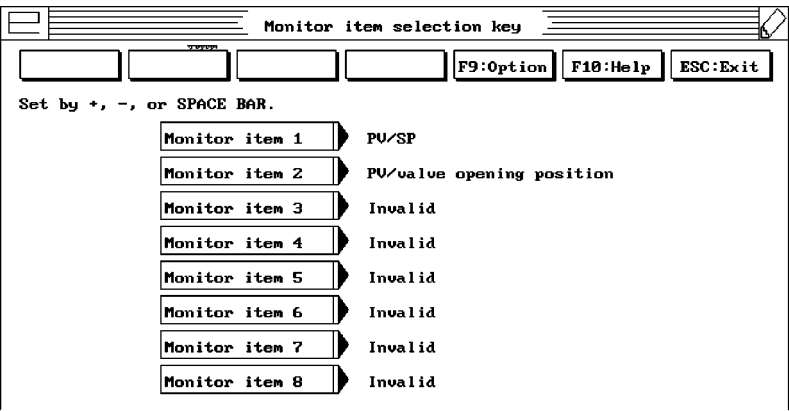 Monitor item selection key
F9:Option F10:Help ESC:Exit
Set by +, -, or SPACE BAR.
Monitor item 1 PV/SP
Monitor item 2 PV/valve opening position
Monitor item 3 Invalid
Monitor item 4 Invalid
Monitor item 5 Invalid
Monitor item 6 Invalid
Monitor item 7 Invalid
Monitor item 8 Invalid